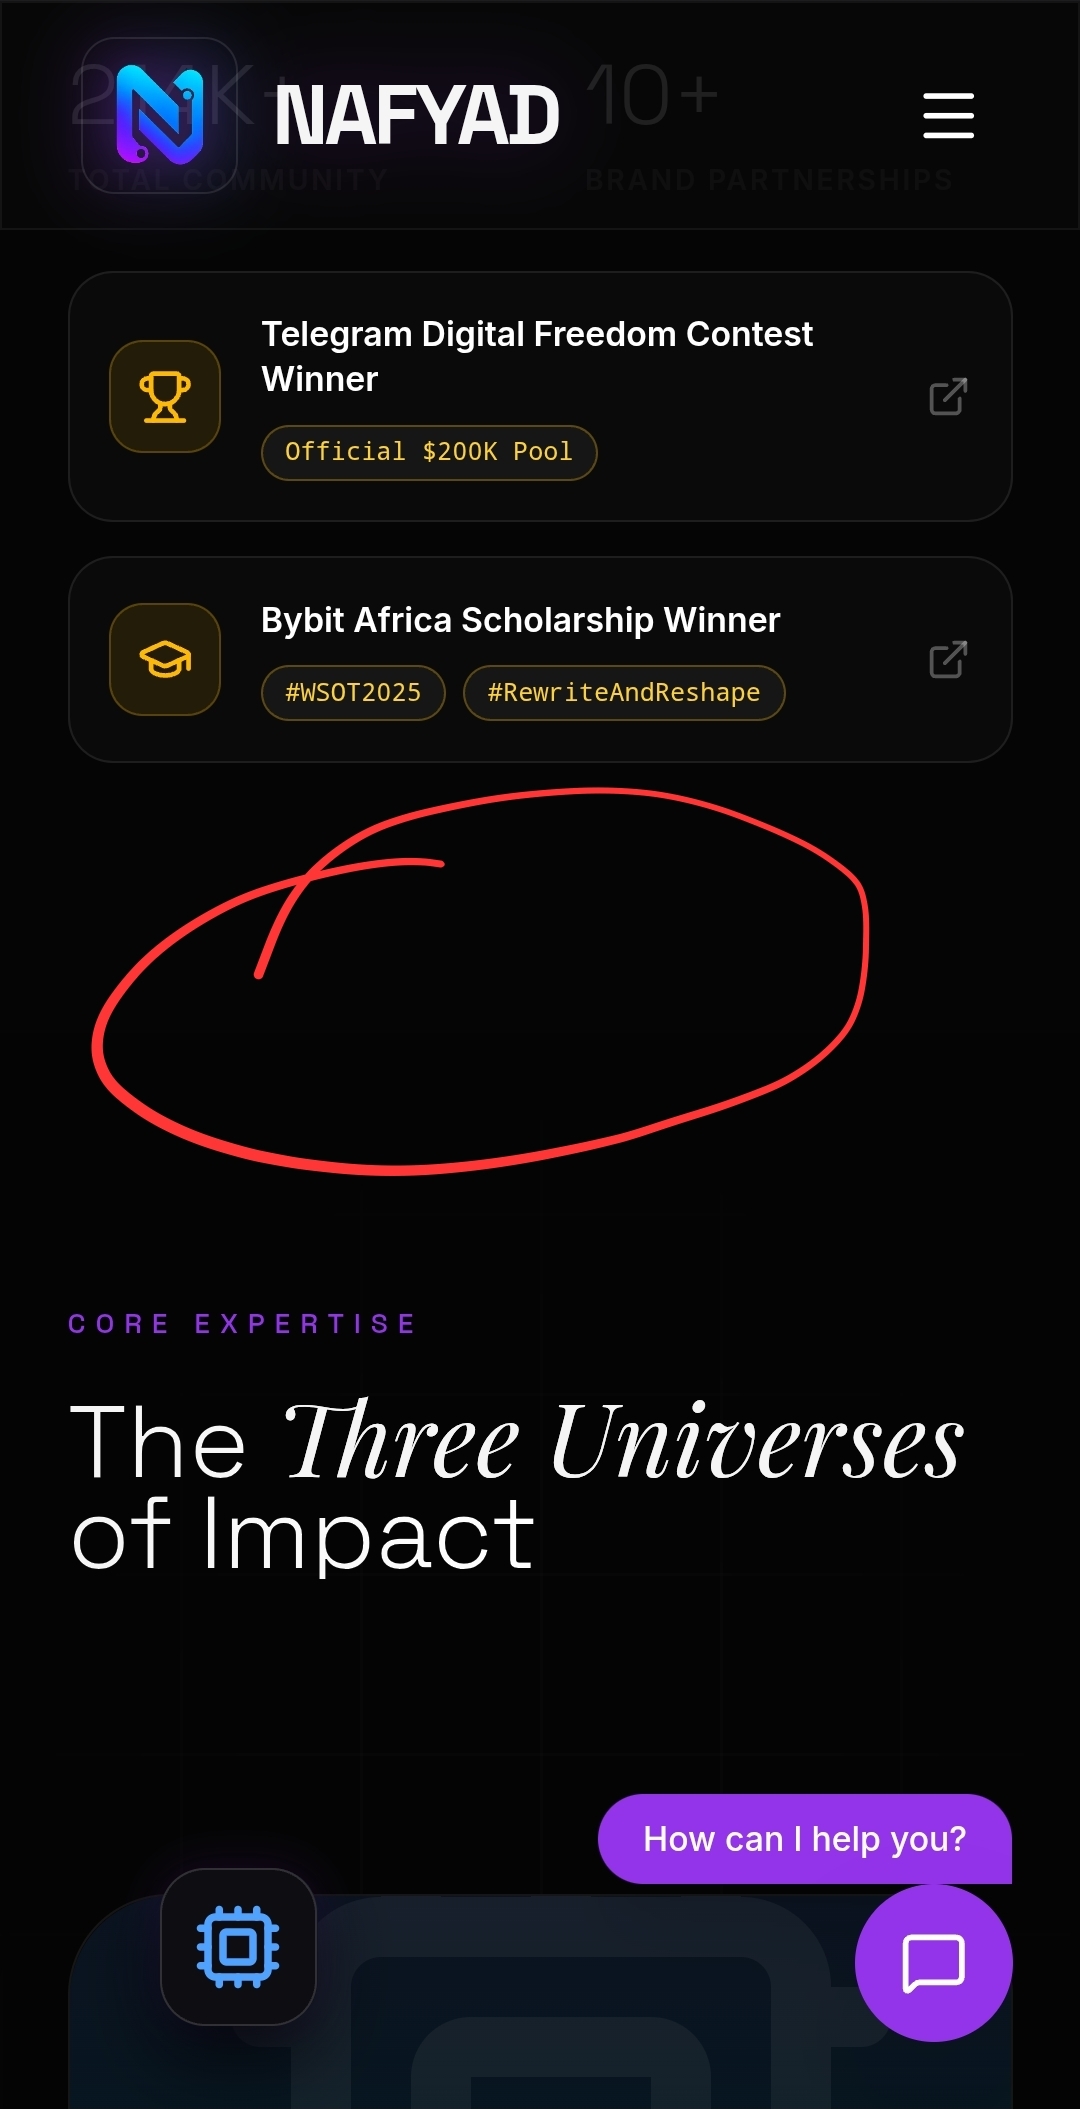 24K+
10+
NAFYAD
TOTAL COMMUNITY
BRAND PARTNERSHIPS
Telegram Digital Freedom Contest
Winner
Official $200K Pool
Bybit Africa Scholarship Winner
#WSOT2025 #RewriteAndReshape
CORE EXPERTISE
The Three Universes
of Impact
How can I help you?